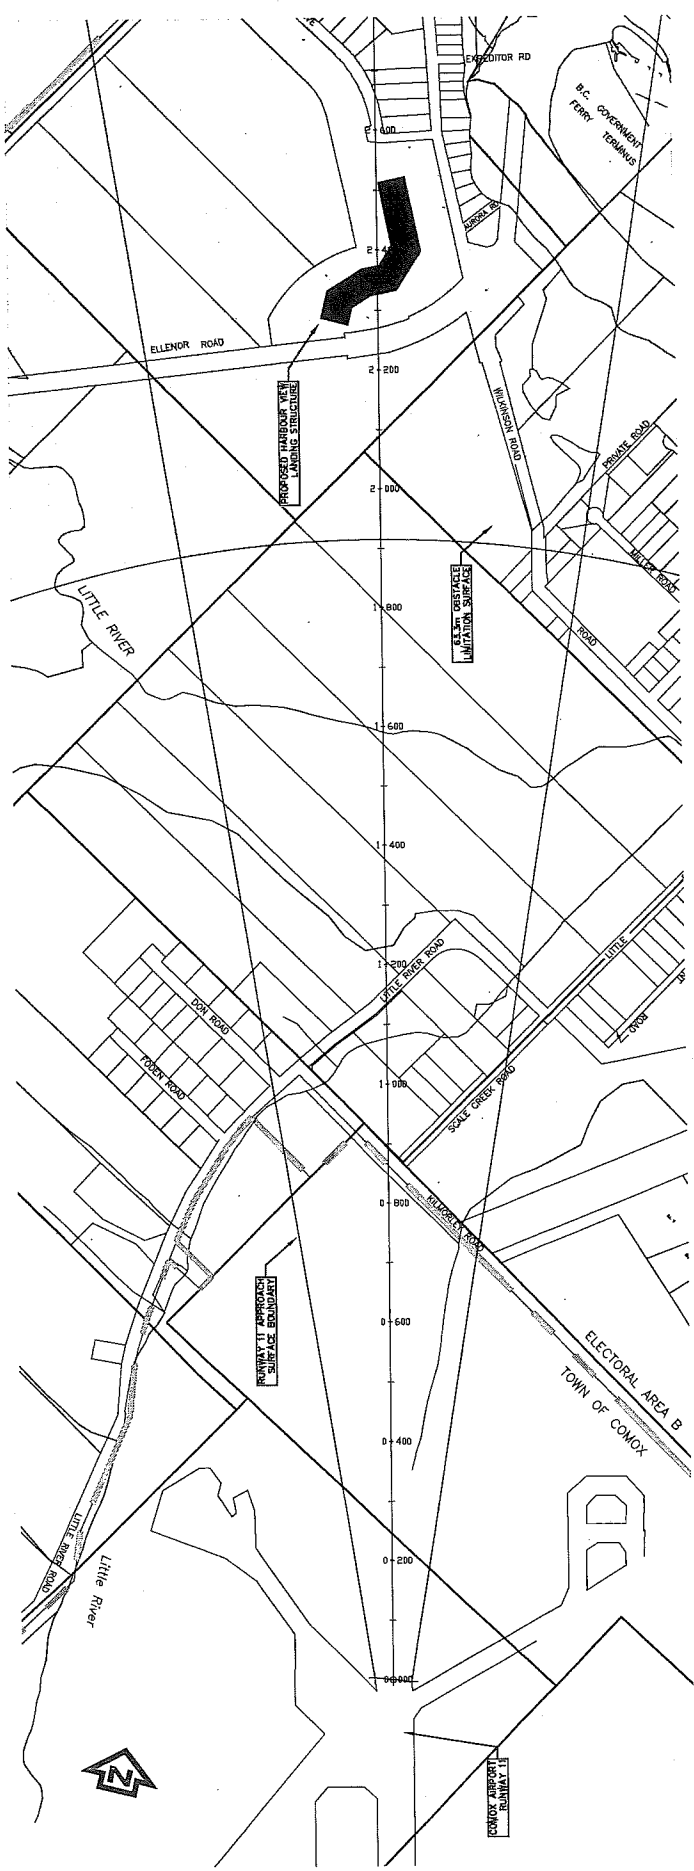 EXPEDITOR RD
B.C. GOVERNMENT
FERRY TERMINUS
2+600
AURORA RD
2+40
ELLENOR ROAD
2+200
PROPOSED HARBOUR VIEW
LANDING STRUCTURE
WILKINSON ROAD
PRIVATE ROAD
2+000
MILLER ROAD
63.3m OBSTACLE
LIMITATION SURFACE
LITTLE RIVER
1+800
ROAD
1+600
1+400
LITTLE RIVER ROAD
LITTLE
1+200
DON ROAD
ROAD
FODEN ROAD
1+000
SCALE CREEK ROAD
0+800
KILMORLEY ROAD
RUNWAY 11 APPROACH
SURFACE BOUNDARY
0+600
ELECTORAL AREA B
TOWN OF COMOX
0+400
LITTLE RIVER ROAD
Little River
0+200
0+000
N
COMOX AIRPORT
RUNWAY 11